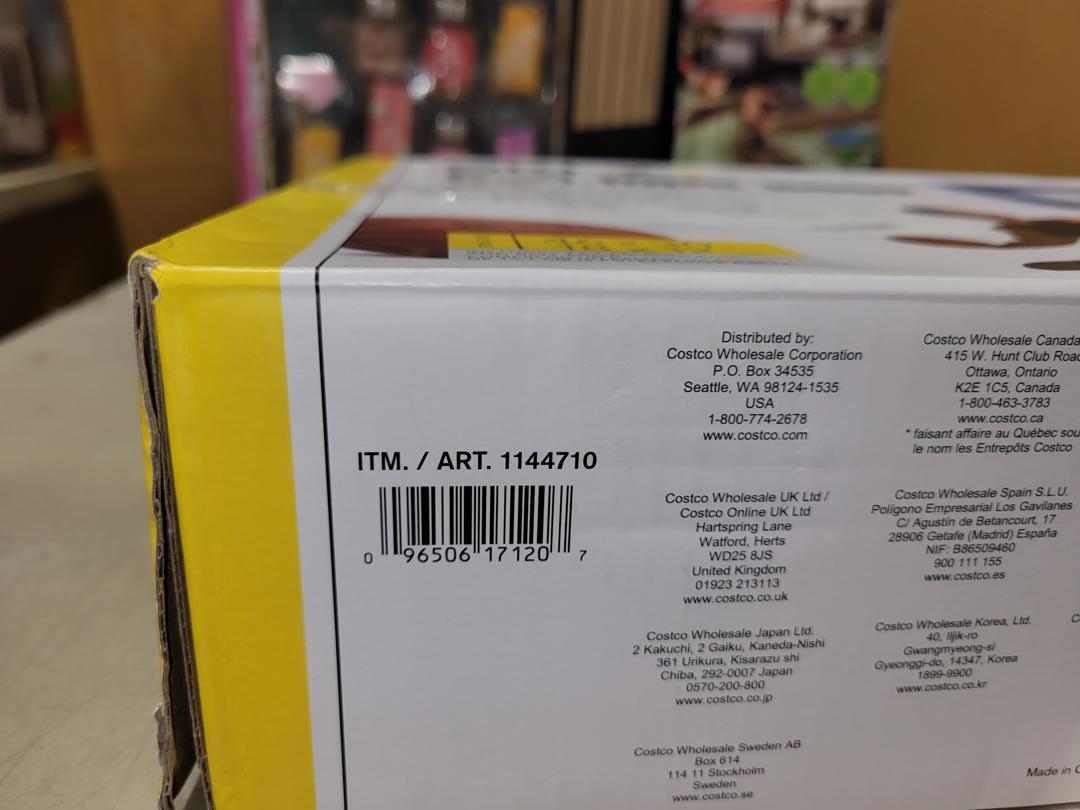 ITM. / ART. 1144710
0 96506 17120 7
Distributed by:
Costco Wholesale Corporation
P.O. Box 34535
Seattle, WA 98124-1535
USA
1-800-774-2678
www.costco.com
Costco Wholesale Canada
415 W. Hunt Club Road
Ottawa, Ontario
K2E 1C5, Canada
1-800-463-3783
www.costco.ca
* faisant affaire au Québec sou
le nom les Entrepôts Costco
Costco Wholesale UK Ltd /
Costco Online UK Ltd
Hartspring Lane
Watford, Herts
WD25 8JS
United Kingdom
01923 213113
www.costco.co.uk
Costco Wholesale Spain S.L.U.
Polígono Empresarial Los Gavilanes
C/ Agustín de Betancourt, 17
28906 Getafe (Madrid) España
NIF: B86509460
900 111 155
www.costco.es
Costco Wholesale Japan Ltd.
2 Kakuchi, 2 Gaiku, Kaneda-Nishi
361 Urikura, Kisarazu shi
Chiba, 292-0007 Japan
0570-200-800
www.costco.co.jp
Costco Wholesale Korea, Ltd.
40, Iljik-ro
Gwangmyeong-si
Gyeonggi-do, 14347, Korea
1899-9900
www.costco.co.kr
Costco Wholesale Sweden AB
Box 614
114 11 Stockholm
Sweden
www.costco.se
Made in